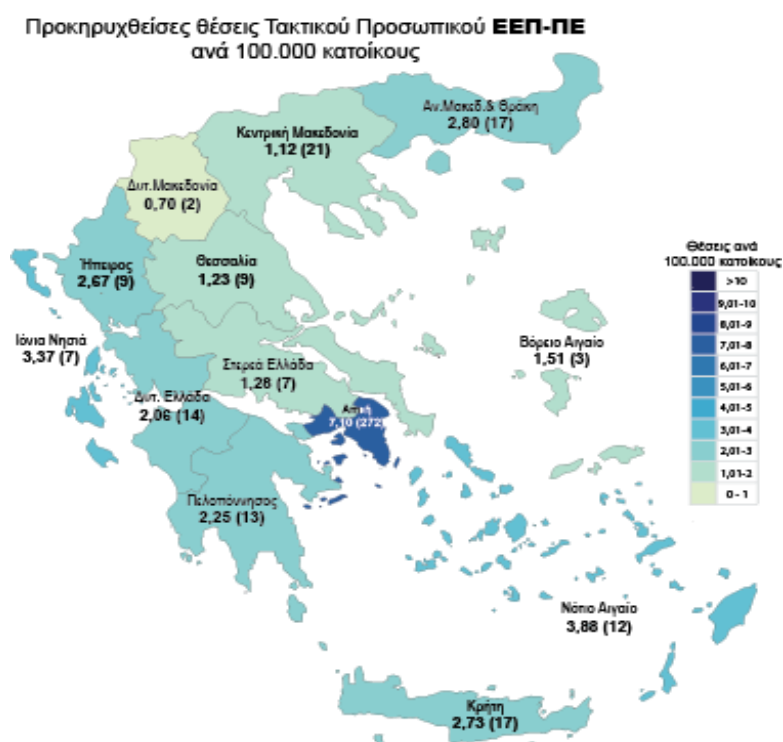 Προκηρυχθείσες θέσεις Τακτικού Προσωπικού ΕΕΠ-ΠΕ
ανά 100.000 κατοίκους
Αν.Μακεδ.& Θράκη
2,80 (17)
Κεντρική Μακεδονία
1,12 (21)
Δυτ.Μακεδονία
0,70 (2)
Ήπειρος
2,67 (9)
Θεσσαλία
1,23 (9)
Ιόνια Νησιά
3,37 (7)
Στερεά Ελλάδα
1,28 (7)
Βόρειο Αιγαίο
1,51 (3)
Δυτ. Ελλάδα
2,06 (14)
Αττική
7,10 (272)
Πελοπόννησος
2,25 (13)
Νότιο Αιγαίο
3,88 (12)
Κρήτη
2,73 (17)
Θέσεις ανά
100.000 κατοίκους
>10
9,01-10
8,01-9
7,01-8
6,01-7
5,01-6
4,01-5
3,01-4
2,01-3
1,01-2
0 - 1